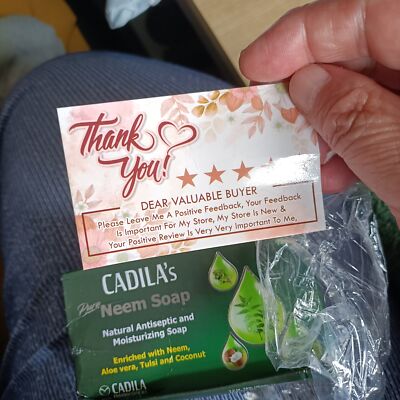 Thank
You!
DEAR VALUABLE BUYER
Please Leave Me A Positive Feedback, Your Feedback
Is Important For My Store, My Store Is New &
Your Positive Review Is Very Very Important To Me,
CADILA's
Pure
Neem Soap
Natural Antiseptic and
Moisturizing Soap
Enriched with Neem,
Aloe vera, Tulsi and Coconut
CADILA